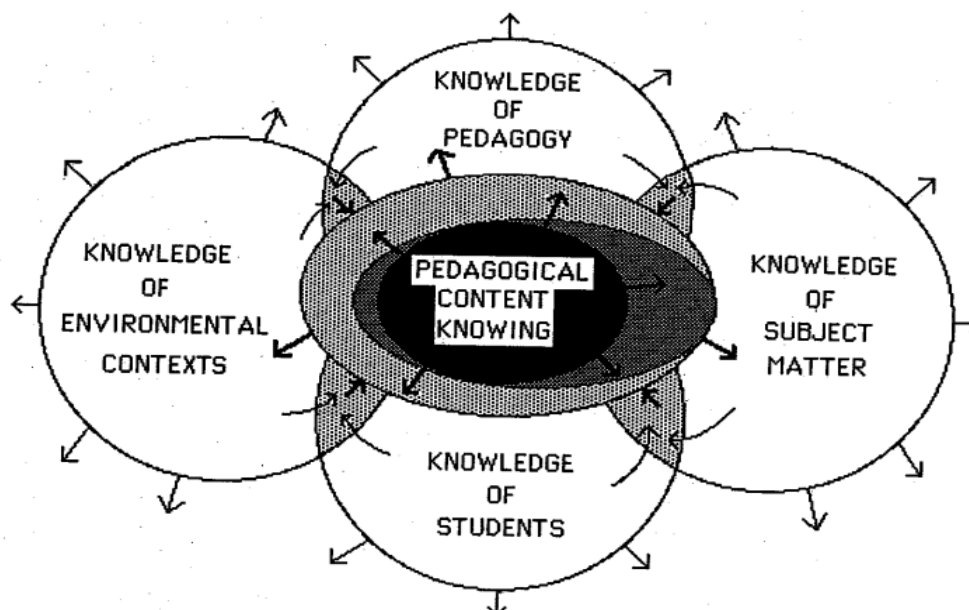 KNOWLEDGE
OF
PEDAGOGY
KNOWLEDGE
OF
ENVIRONMENTAL
CONTEXTS
PEDAGOGICAL
CONTENT
KNOWING
KNOWLEDGE
OF
SUBJECT
MATTER
KNOWLEDGE
OF
STUDENTS